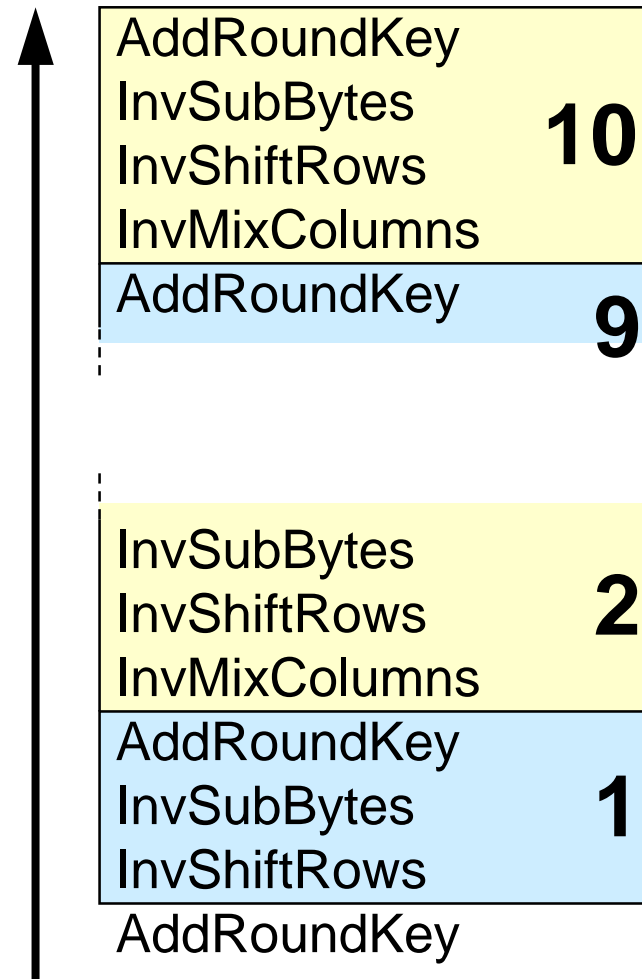 AddRoundKey
InvSubBytes
10
InvShiftRows
InvMixColumns
AddRoundKey
9
InvSubBytes
InvShiftRows
2
InvMixColumns
AddRoundKey
InvSubBytes
1
InvShiftRows
AddRoundKey